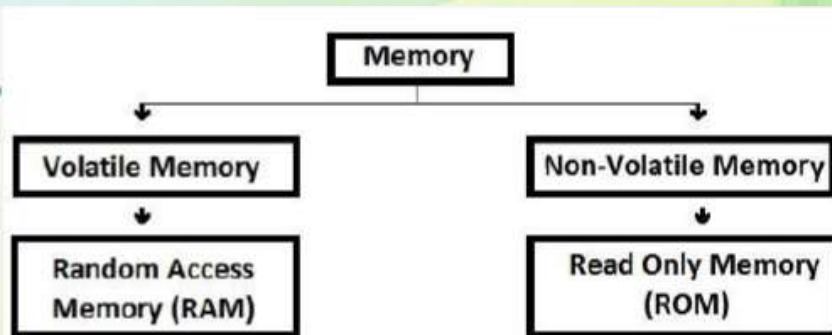 Memory
Volatile Memory
Non-Volatile Memory
Random Access
Memory (RAM)
Read Only Memory
(ROM)